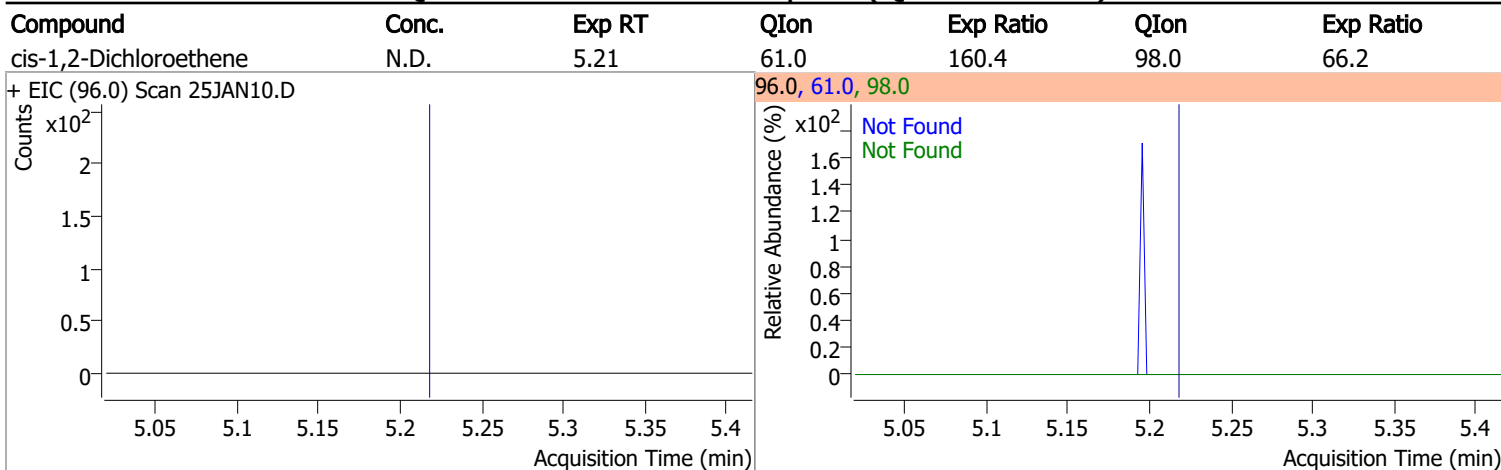 Compound Conc. Exp RT QIon Exp Ratio QIon Exp Ratio
cis-1,2-Dichloroethene N.D. 5.21 61.0 160.4 98.0 66.2
+ EIC (96.0) Scan 25JAN10.D
Counts
x10²
2
1.5
1
0.5
0
5.05 5.1 5.15 5.2 5.25 5.3 5.35 5.4
Acquisition Time (min)
96.0, 61.0, 98.0
Relative Abundance (%)
x10²
Not Found
Not Found
1.6
1.4
1.2
1
0.8
0.6
0.4
0.2
0
5.05 5.1 5.15 5.2 5.25 5.3 5.35 5.4
Acquisition Time (min)